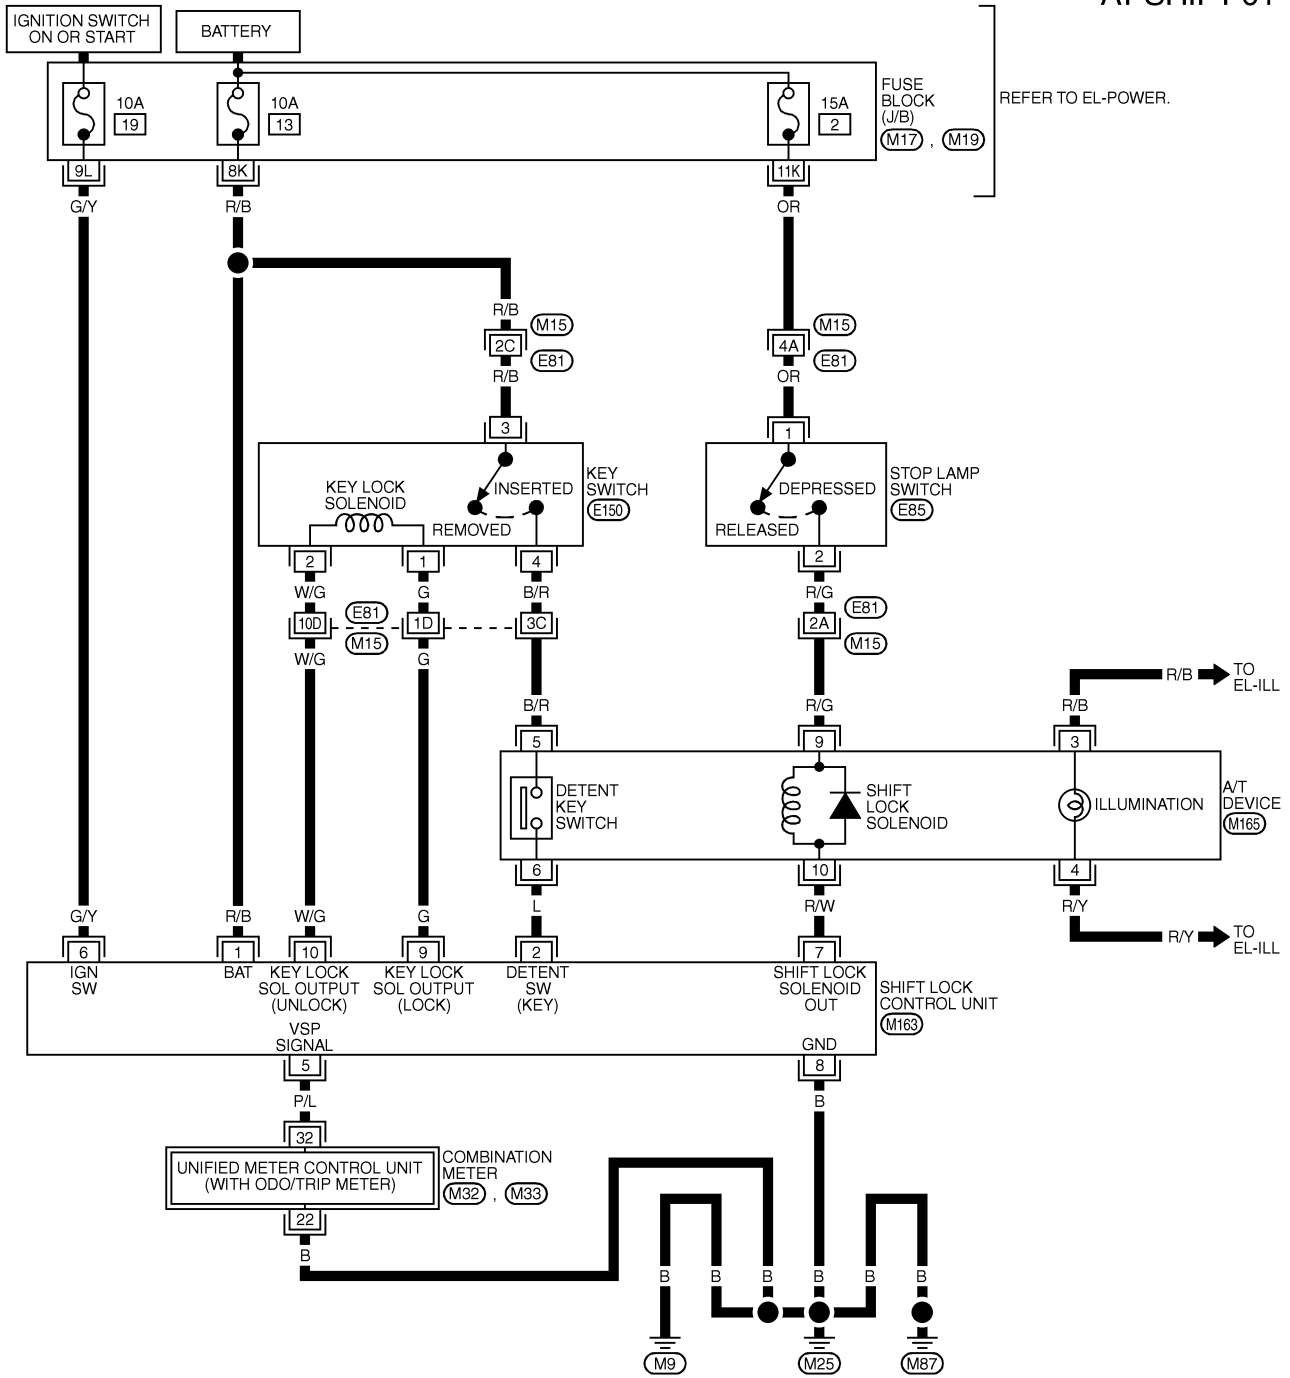 IGNITION SWITCH
ON OR START
BATTERY
10A
19
10A
13
15A
2
FUSE
BLOCK
(J/B)
M17 , M19
REFER TO EL-POWER.
9L
8K
11K
G/Y
R/B
OR
R/B
M15
2C
E81
R/B
M15
4A
E81
OR
3
1
KEY LOCK
SOLENOID
INSERTED
REMOVED
KEY
SWITCH
E150
DEPRESSED
RELEASED
STOP LAMP
SWITCH
E85
2
1
4
2
W/G
G
B/R
R/G
10D
E81
M15
1D
3C
2A
E81
M15
W/G
G
B/R
R/G
R/B
TO
EL-ILL
R/B
5
9
3
DETENT
KEY
SWITCH
SHIFT
LOCK
SOLENOID
ILLUMINATION
A/T
DEVICE
M165
6
10
4
L
R/W
R/Y
R/Y
TO
EL-ILL
G/Y
R/B
W/G
G
6
1
10
9
2
7
IGN
SW
BAT
KEY LOCK
SOL OUTPUT
(UNLOCK)
KEY LOCK
SOL OUTPUT
(LOCK)
DETENT
SW
(KEY)
SHIFT LOCK
SOLENOID
OUT
SHIFT LOCK
CONTROL UNIT
M163
VSP
SIGNAL
GND
5
8
P/L
B
32
UNIFIED METER CONTROL UNIT
(WITH ODO/TRIP METER)
COMBINATION
METER
M32 , M33
22
B
B B B B B B
M9
M25
M87